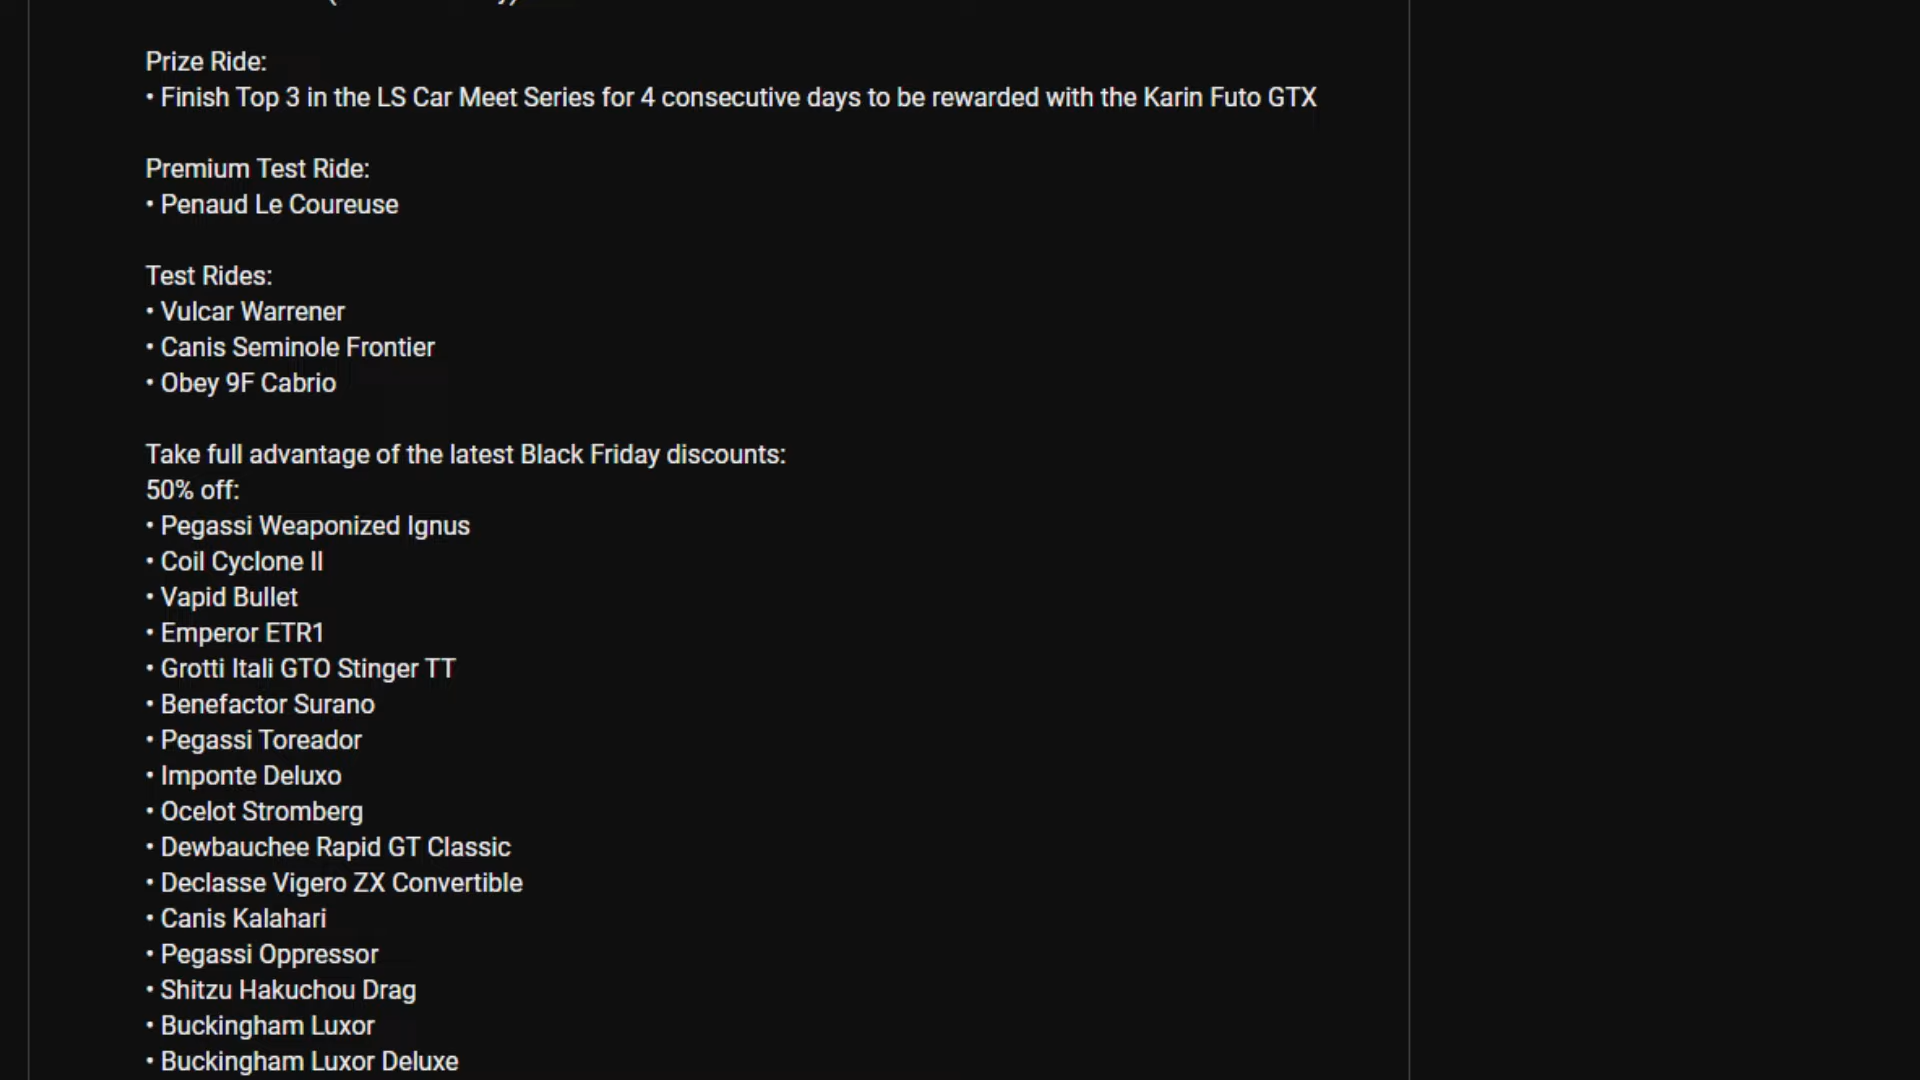 Prize Ride:
• Finish Top 3 in the LS Car Meet Series for 4 consecutive days to be rewarded with the Karin Futo GTX
Premium Test Ride:
• Penaud Le Coureuse
Test Rides:
• Vulcar Warrener
• Canis Seminole Frontier
• Obey 9F Cabrio
Take full advantage of the latest Black Friday discounts:
50% off:
• Pegassi Weaponized Ignus
• Coil Cyclone II
• Vapid Bullet
• Emperor ETR1
• Grotti Itali GTO Stinger TT
• Benefactor Surano
• Pegassi Toreador
• Imponte Deluxo
• Ocelot Stromberg
• Dewbauchee Rapid GT Classic
• Declasse Vigero ZX Convertible
• Canis Kalahari
• Pegassi Oppressor
• Shitzu Hakuchou Drag
• Buckingham Luxor
• Buckingham Luxor Deluxe